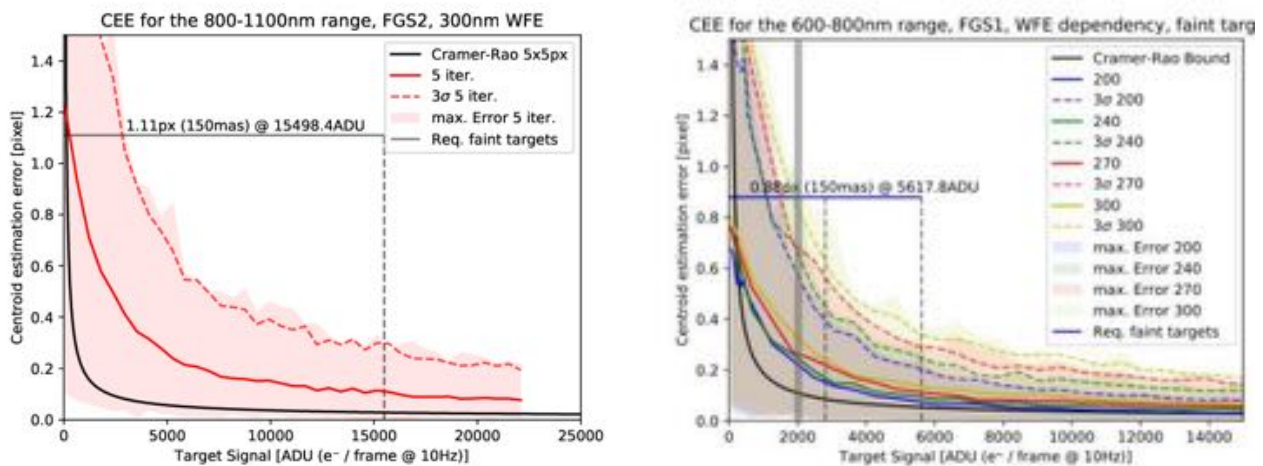 CEE for the 800-1100nm range, FGS2, 300nm WFE
1.4
1.2
1.0
0.8
0.6
0.4
0.2
0.0
Centroid estimation error [pixel]
1.11px (150mas) @ 15498.4ADU
Cramer-Rao 5x5px
5 iter.
3σ 5 iter.
max. Error 5 iter.
Req. faint targets
0
5000
10000
15000
20000
25000
Target Signal [ADU (e⁻ / frame @ 10Hz)]
CEE for the 600-800nm range, FGS1, WFE dependency, faint targ
1.4
1.2
1.0
0.8
0.6
0.4
0.2
0.0
Centroid estimation error [pixel]
0.88px (150mas) @ 5617.8ADU
Cramer-Rao Bound
200
3σ 200
240
3σ 240
270
3σ 270
300
3σ 300
max. Error 200
max. Error 240
max. Error 270
max. Error 300
Req. faint targets
0
2000
4000
6000
8000
10000
12000
14000
Target Signal [ADU (e⁻ / frame @ 10Hz)]